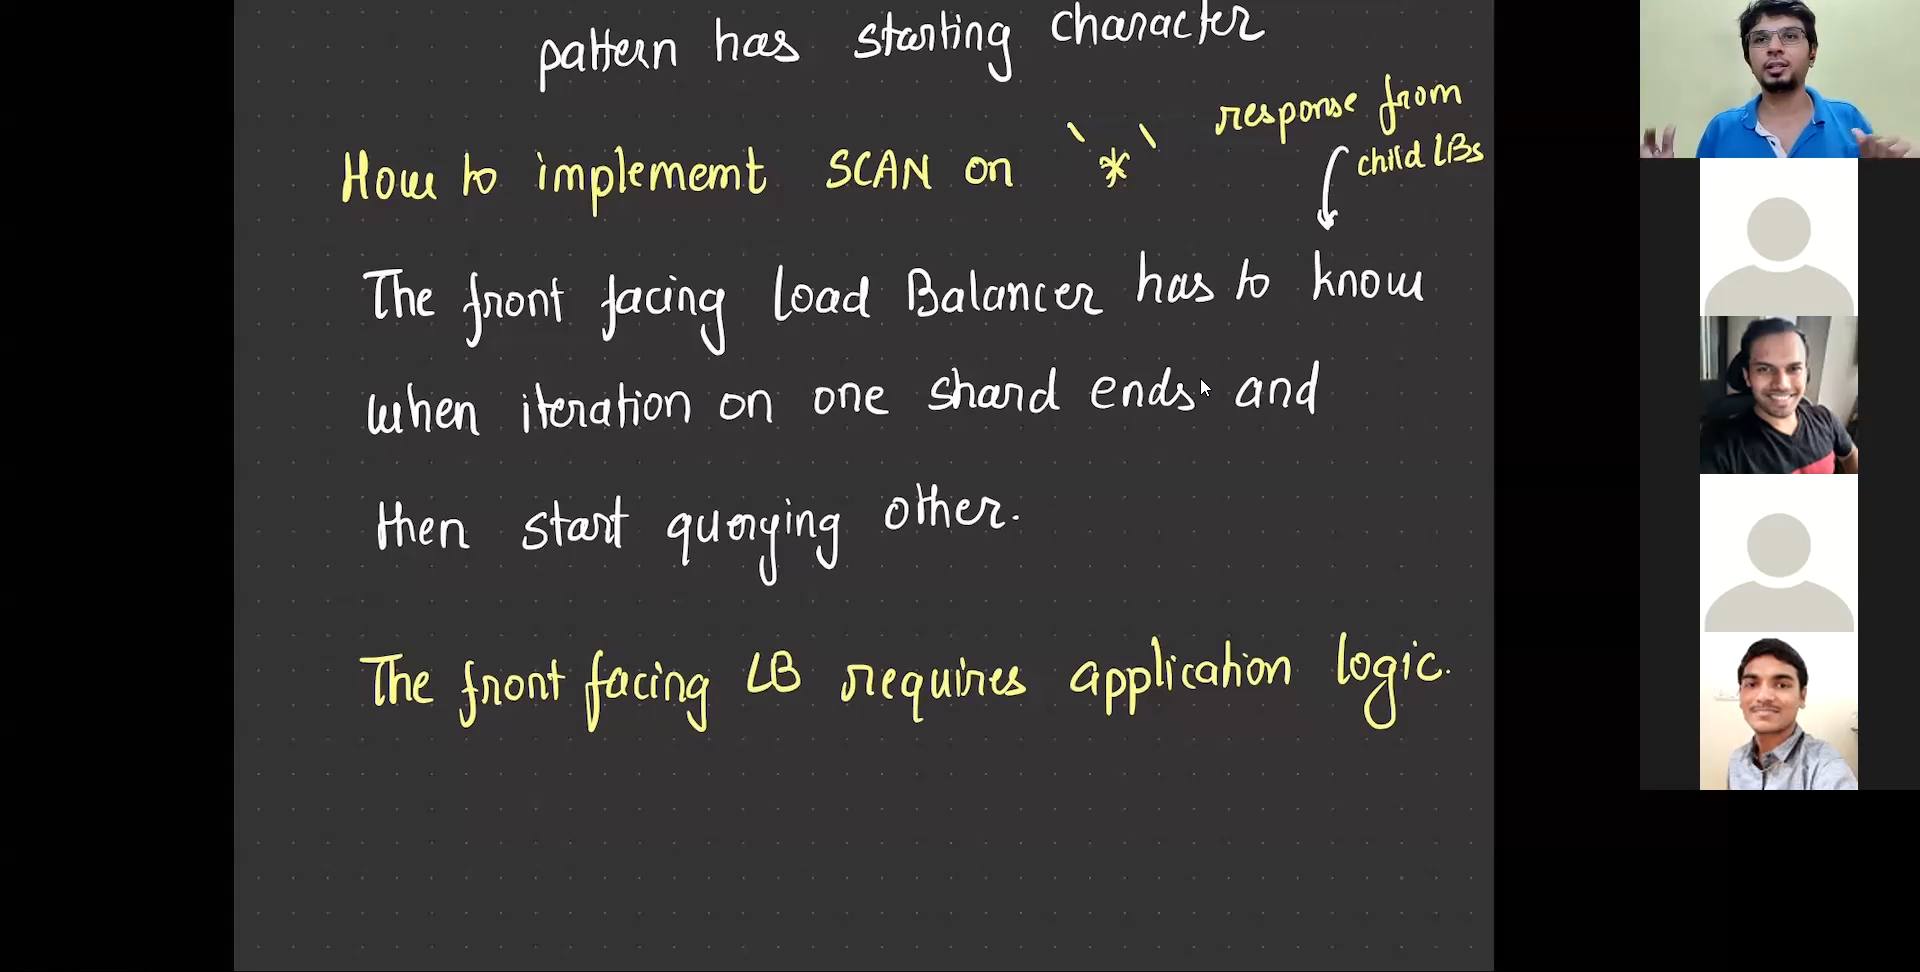 pattern has starting character
How to implement SCAN on `*`
response from
child LBs
The front facing Load Balancer has to know
when iteration on one shard ends and
then start querying other.
The front facing LB requires application logic.